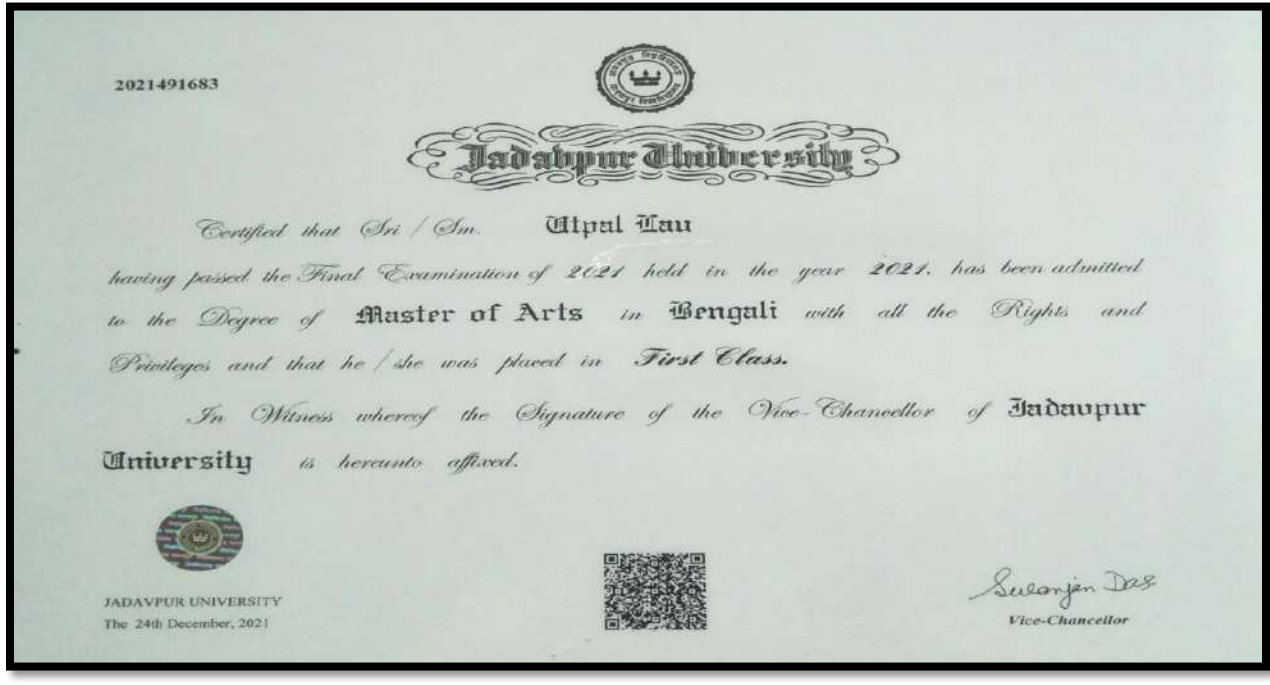 2021491683
Jadavpur University
Certified that Sri / Sm. Utpal Lau
having passed the Final Examination of 2021 held in the year 2021. has been admitted
to the Degree of Master of Arts in Bengali with all the Rights and
Privileges and that he / she was placed in First Class.
In Witness whereof the Signature of the Vice-Chancellor of Jadavpur
University is hereunto affixed.
JADAVPUR UNIVERSITY
The 24th December, 2021
Suranjan Das
Vice-Chancellor